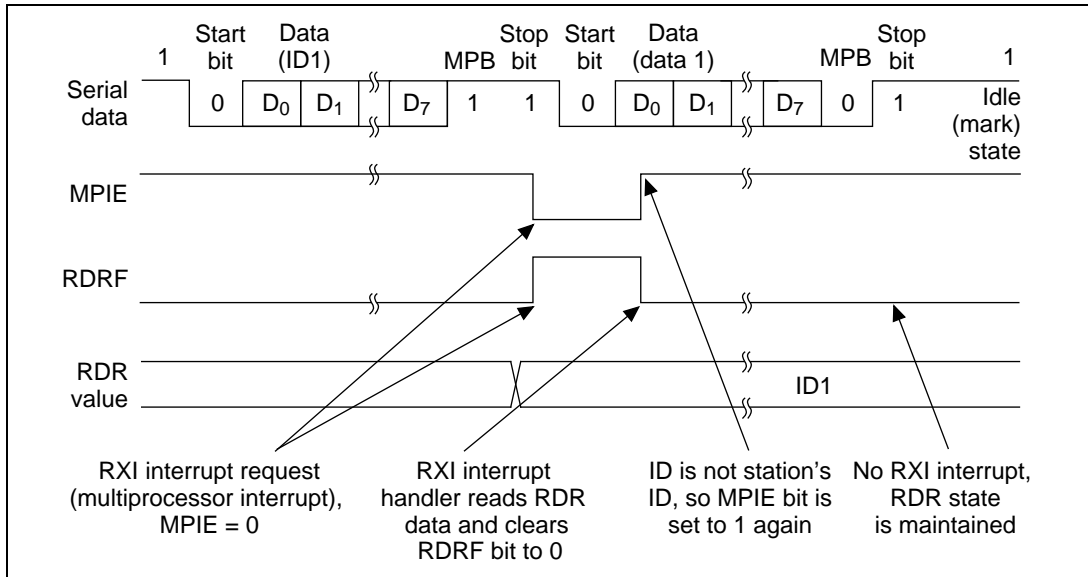 1 Start bit Data (ID1) MPB Stop bit Start bit Data (data 1) MPB Stop bit 1
Serial data 0 D0 D1 D7 1 1 0 D0 D1 D7 0 1 Idle (mark) state
MPIE
RDRF
RDR value ID1
RXI interrupt request
(multiprocessor interrupt),
MPIE = 0
RXI interrupt
handler reads RDR
data and clears
RDRF bit to 0
ID is not station's
ID, so MPIE bit is
set to 1 again
No RXI interrupt,
RDR state
is maintained